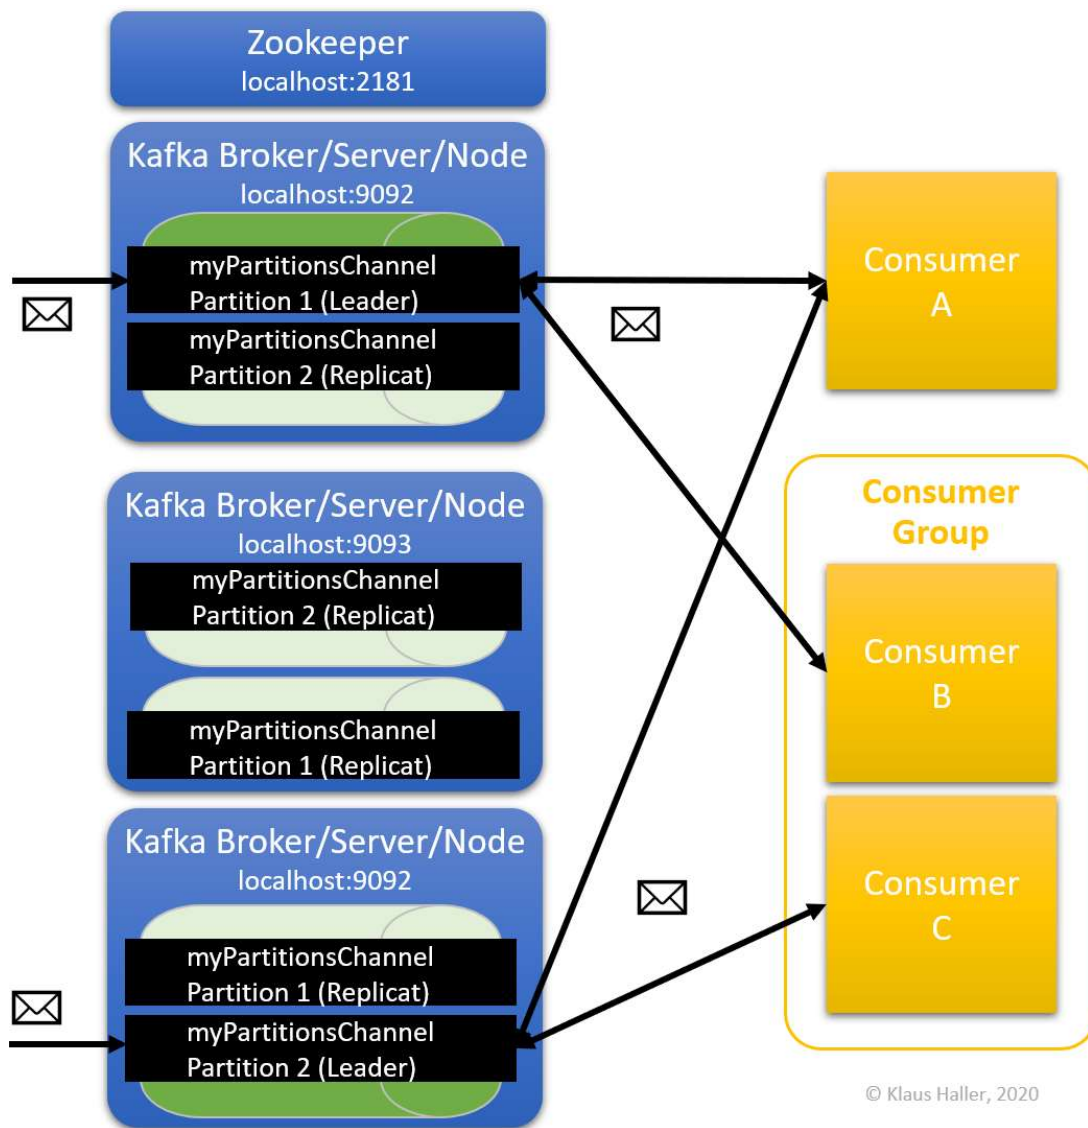 Zookeeper
localhost:2181
Kafka Broker/Server/Node
localhost:9092
myPartitionsChannel
Partition 1 (Leader)
myPartitionsChannel
Partition 2 (Replicat)
Kafka Broker/Server/Node
localhost:9093
myPartitionsChannel
Partition 2 (Replicat)
myPartitionsChannel
Partition 1 (Replicat)
Kafka Broker/Server/Node
localhost:9092
myPartitionsChannel
Partition 1 (Replicat)
myPartitionsChannel
Partition 2 (Leader)
Consumer
A
Consumer
Group
Consumer
B
Consumer
C
© Klaus Haller, 2020